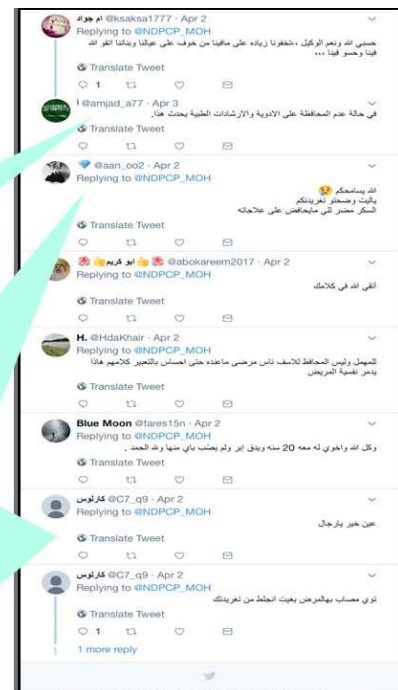 ام جواد @ksaksa1777 · Apr 2
Replying to @NDPCP_MOH
حسبي الله ونعم الوكيل ،،،تخفونا زياده على مافينا من خوف على عيالنا وبناتنا اتقو الله
فينا وحسو فينا ،،،
Translate Tweet
1
أ @amjad_a77 · Apr 3
في حالة عدم المحافظة على الادوية والارشادات الطبية يحدث هذا.
Translate Tweet
💎 @aan_oo2 · Apr 2
Replying to @NDPCP_MOH
الله يسامحكم 😢
ياليت وضحتو تغريدتكم
السكر مضر للي مايحافض على علاجاته
Translate Tweet
🌺👍ابو كريم👍🌺 @abokareem2017 · Apr 2
Replying to @NDPCP_MOH
أتقى الله في كلامك
Translate Tweet
H. @HdaKhair · Apr 2
Replying to @NDPCP_MOH
للمهمل وليس المحافظ للاسف ناس مرضى ماعنده حتى احساس بالتعبير كلامهم هاذا
يدمر نفسية المريض
Translate Tweet
Blue Moon @fares15n · Apr 2
Replying to @NDPCP_MOH
وكل الله واخوي له معه 20 سنه ويدق إبر ولم يصب باي منها ولله الحمد .
Translate Tweet
كارلوس @C7_q9 · Apr 2
Replying to @NDPCP_MOH
عين خير يارجال
Translate Tweet
كارلوس @C7_q9 · Apr 2
Replying to @NDPCP_MOH
توي مصاب بهالمرض بغيت انجلط من تغريدتك
Translate Tweet
1
1 more reply